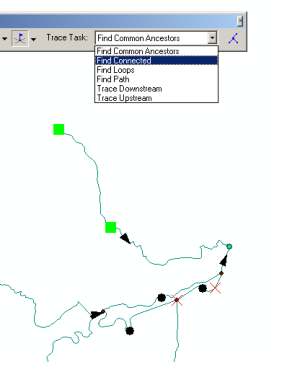 Trace Task: Find Common Ancestors
Find Common Ancestors
Find Connected
Find Loops
Find Path
Trace Downstream
Trace Upstream